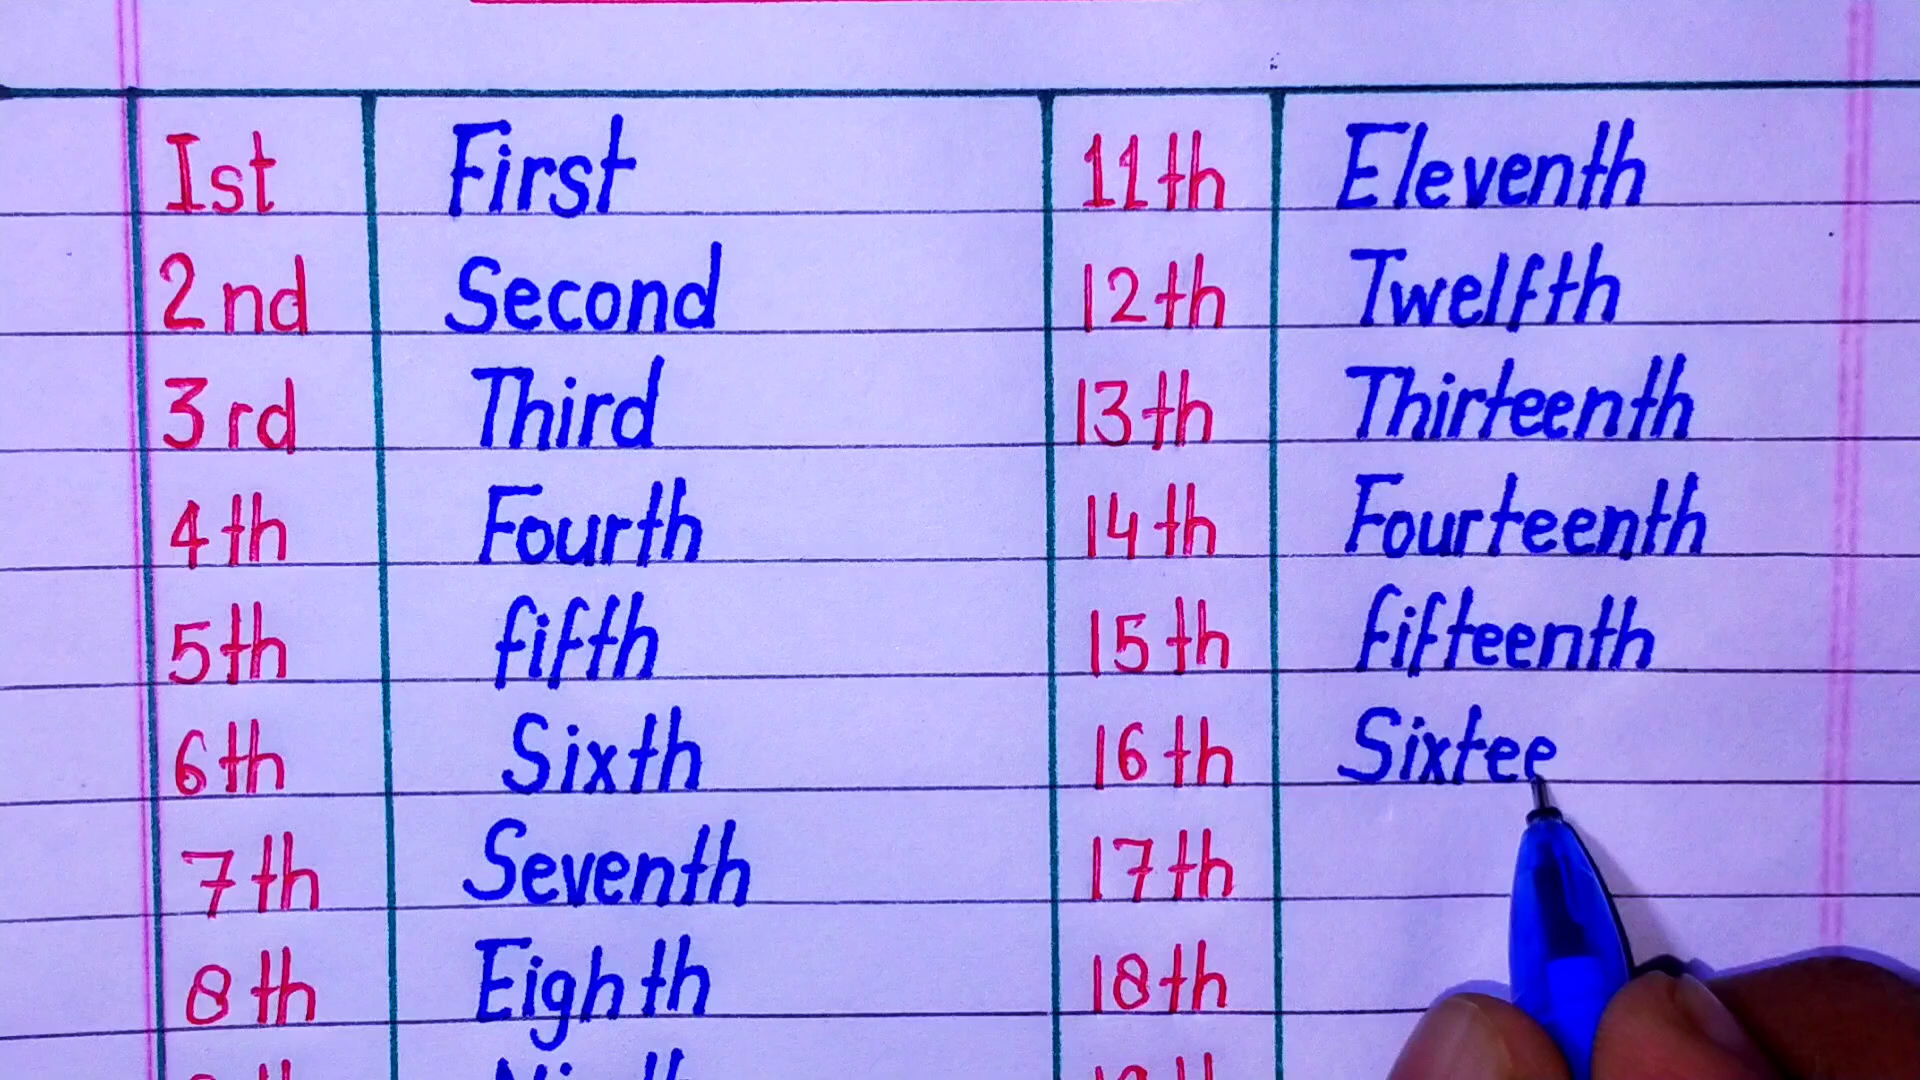 Ist First 11th Eleventh
2nd Second 12th Twelfth
3rd Third 13th Thirteenth
4th Fourth 14th Fourteenth
5th fifth 15th fifteenth
6th Sixth 16th Sixtee
7th Seventh 17th
8th Eighth 18th